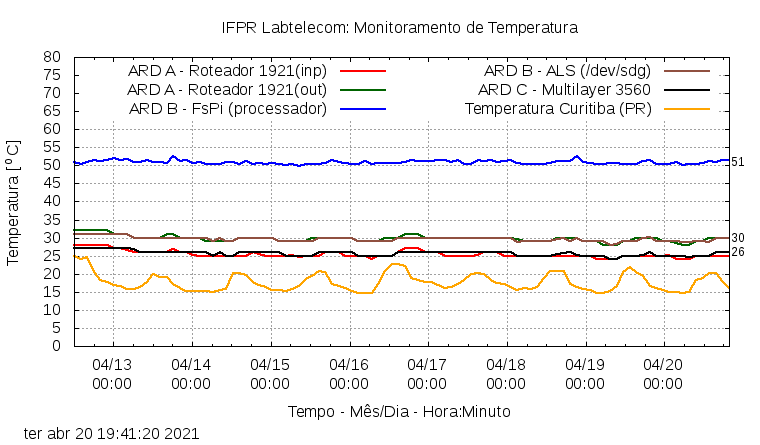 IFPR Labtelecom: Monitoramento de Temperatura
80
75
70
65
60
55
50
45
40
35
30
25
20
15
10
5
0
Temperatura [ºC]
ARD A - Roteador 1921(inp)
ARD A - Roteador 1921(out)
ARD B - FsPi (processador)
ARD B - ALS (/dev/sdg)
ARD C - Multilayer 3560
Temperatura Curitiba (PR)
51
30
26
04/13 04/14 04/15 04/16 04/17 04/18 04/19 04/20
00:00 00:00 00:00 00:00 00:00 00:00 00:00 00:00
Tempo - Mês/Dia - Hora:Minuto
ter abr 20 19:41:20 2021